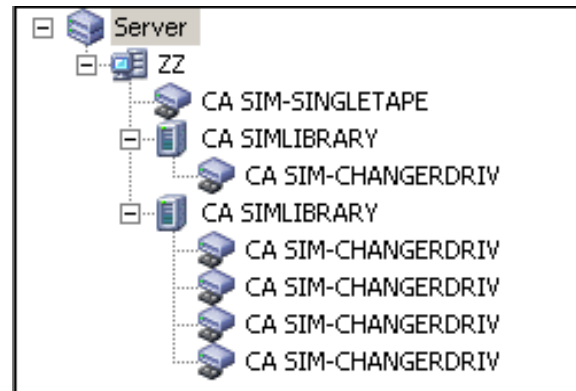 Server
ZZ
CA SIM-SINGLETAPE
CA SIMLIBRARY
CA SIM-CHANGERDRIV
CA SIMLIBRARY
CA SIM-CHANGERDRIV
CA SIM-CHANGERDRIV
CA SIM-CHANGERDRIV
CA SIM-CHANGERDRIV